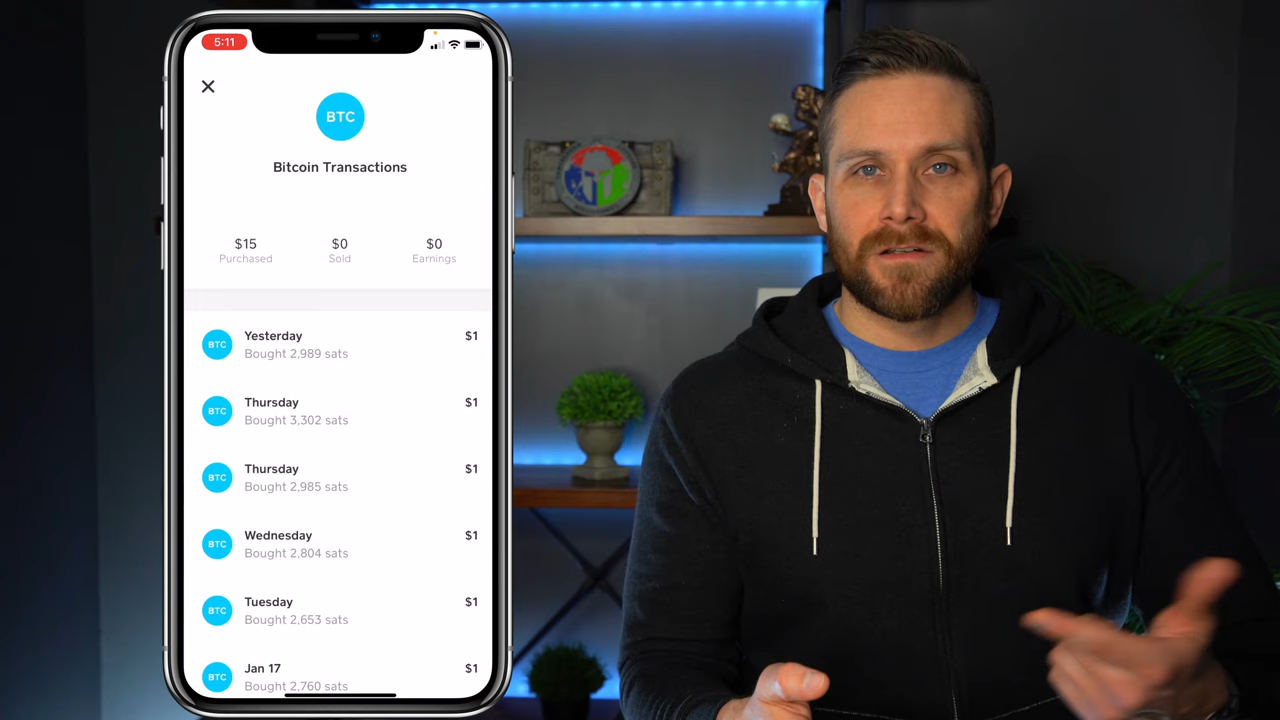 5:11
BTC
Bitcoin Transactions
$15 $0 $0
Purchased Sold Earnings
BTC Yesterday $1
Bought 2,989 sats
BTC Thursday $1
Bought 3,302 sats
BTC Thursday $1
Bought 2,985 sats
BTC Wednesday $1
Bought 2,804 sats
BTC Tuesday $1
Bought 2,653 sats
BTC Jan 17 $1
Bought 2,760 sats